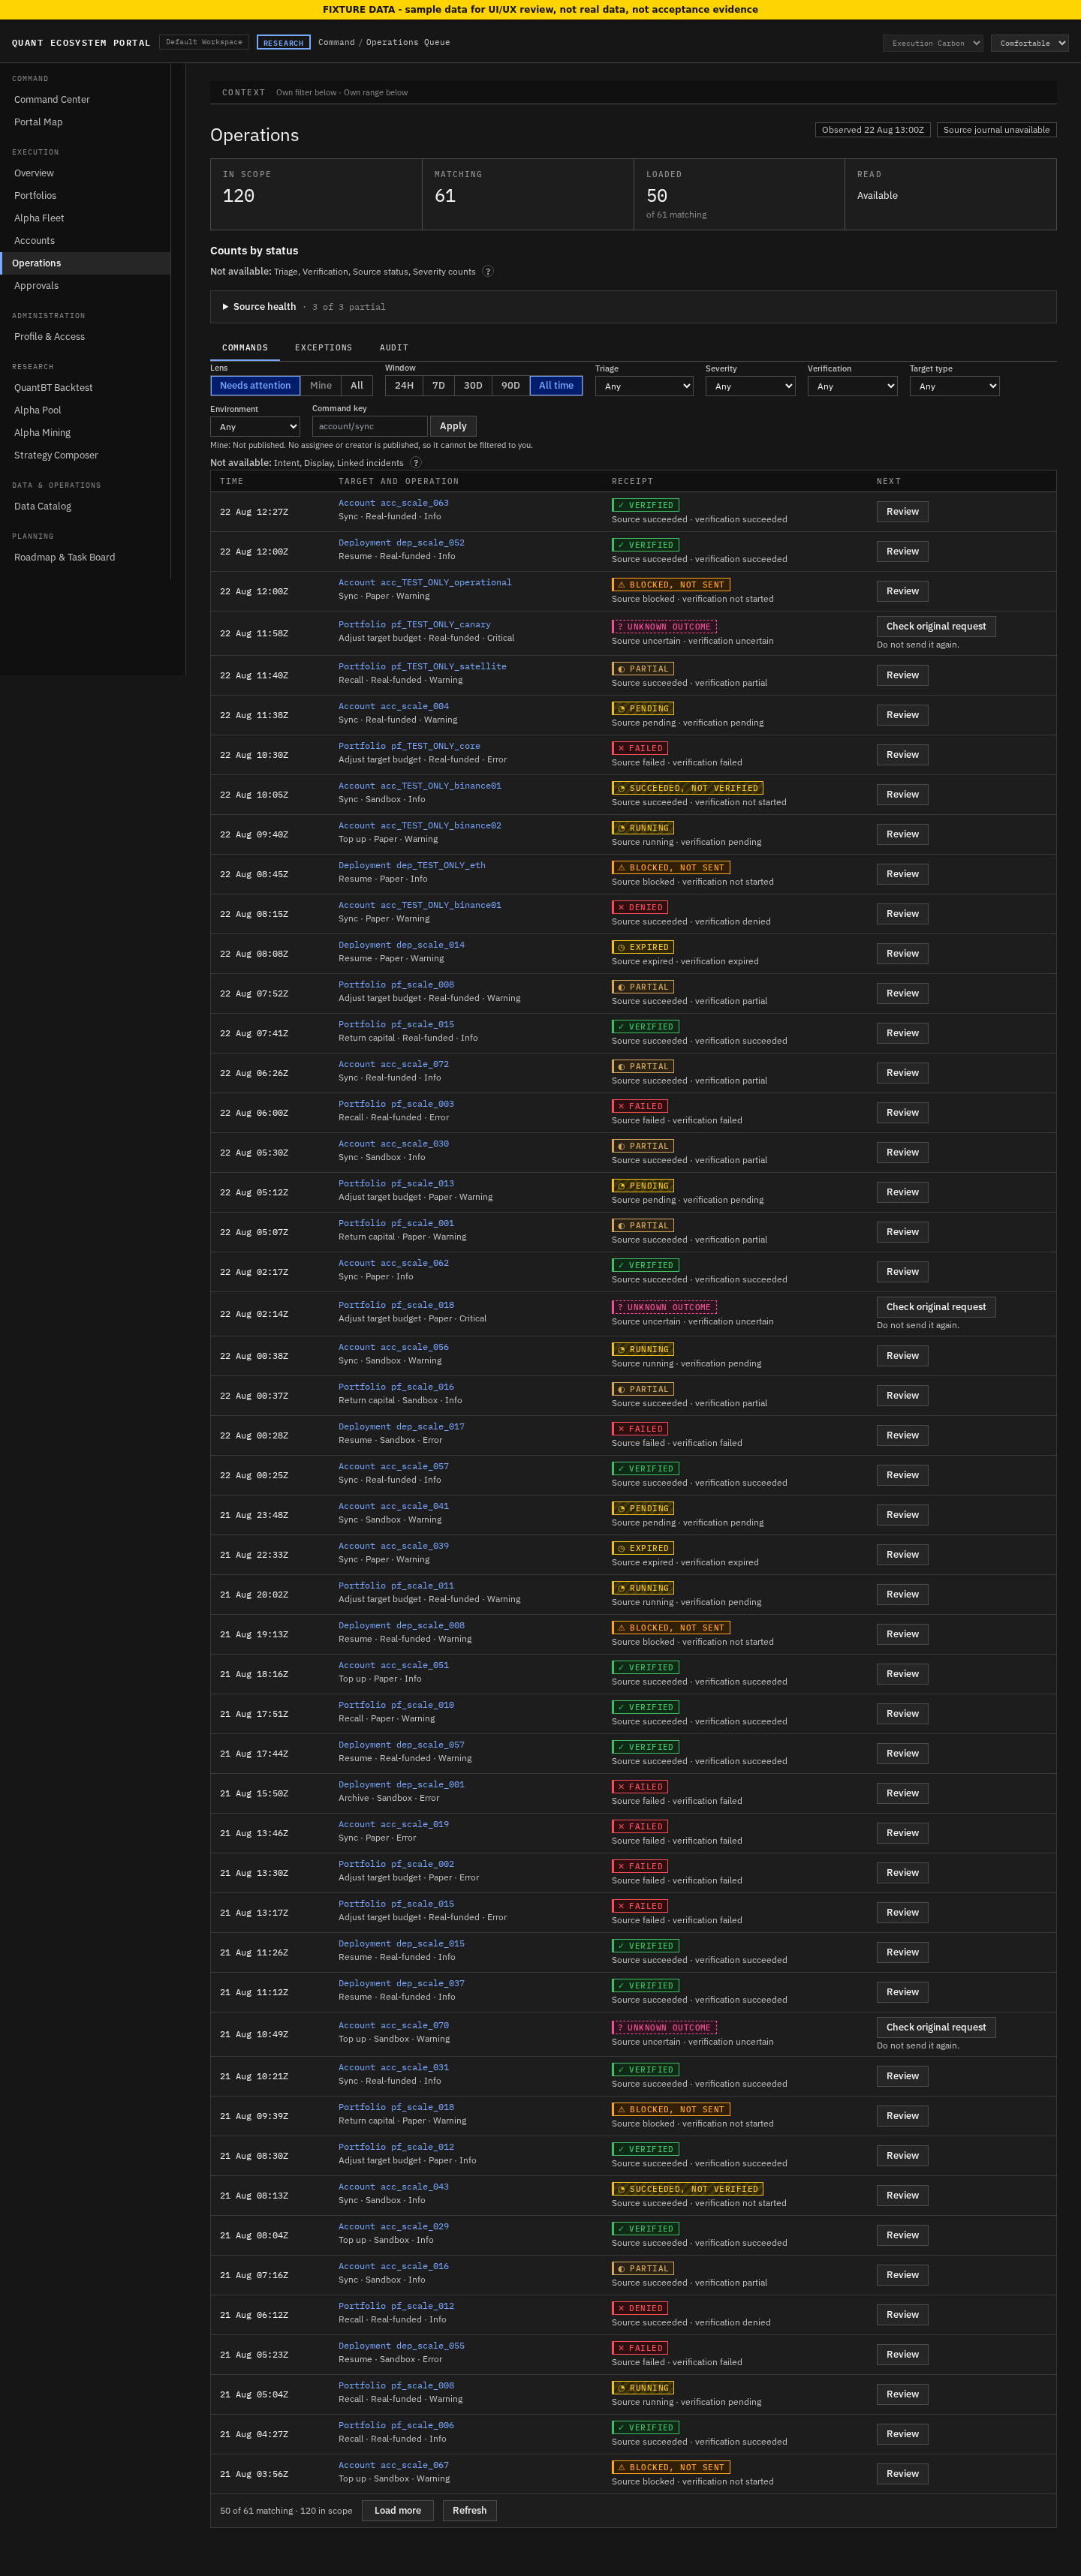 FIXTURE DATA - sample data for UI/UX review, not real data, not acceptance evidence
QUANT ECOSYSTEM PORTAL Default Workspace RESEARCH Command / Operations Queue Execution Carbon Comfortable
COMMAND
Command Center
Portal Map
EXECUTION
Overview
Portfolios
Alpha Fleet
Accounts
Operations
Approvals
ADMINISTRATION
Profile & Access
RESEARCH
QuantBT Backtest
Alpha Pool
Alpha Mining
Strategy Composer
DATA & OPERATIONS
Data Catalog
PLANNING
Roadmap & Task Board
CONTEXT Own filter below · Own range below
Operations Observed 22 Aug 13:00Z Source journal unavailable
IN SCOPE MATCHING LOADED READ
120 61 50 Available
of 61 matching
Counts by status
Not available: Triage, Verification, Source status, Severity counts ?
▶ Source health · 3 of 3 partial
COMMANDS EXCEPTIONS AUDIT
Lens Window Triage Severity Verification Target type
Needs attention Mine All 24H 7D 30D 90D All time Any Any Any Any
Environment Command key
Any account/sync Apply
Mine: Not published. No assignee or creator is published, so it cannot be filtered to you.
Not available: Intent, Display, Linked incidents ?
TIME TARGET AND OPERATION RECEIPT NEXT
22 Aug 12:27Z Account acc_scale_063 ✓ VERIFIED Review
Sync · Real-funded · Info Source succeeded · verification succeeded
22 Aug 12:00Z Deployment dep_scale_052 ✓ VERIFIED Review
Resume · Real-funded · Info Source succeeded · verification succeeded
22 Aug 12:00Z Account acc_TEST_ONLY_operational ⚠ BLOCKED, NOT SENT Review
Sync · Paper · Warning Source blocked · verification not started
22 Aug 11:58Z Portfolio pf_TEST_ONLY_canary ? UNKNOWN OUTCOME Check original request
Adjust target budget · Real-funded · Critical Source uncertain · verification uncertain Do not send it again.
22 Aug 11:40Z Portfolio pf_TEST_ONLY_satellite ◐ PARTIAL Review
Recall · Real-funded · Warning Source succeeded · verification partial
22 Aug 11:38Z Account acc_scale_004 ◔ PENDING Review
Sync · Real-funded · Warning Source pending · verification pending
22 Aug 10:30Z Portfolio pf_TEST_ONLY_core ✕ FAILED Review
Adjust target budget · Real-funded · Error Source failed · verification failed
22 Aug 10:05Z Account acc_TEST_ONLY_binance01 ◔ SUCCEEDED, NOT VERIFIED Review
Sync · Sandbox · Info Source succeeded · verification not started
22 Aug 09:40Z Account acc_TEST_ONLY_binance02 ◔ RUNNING Review
Top up · Paper · Warning Source running · verification pending
22 Aug 08:45Z Deployment dep_TEST_ONLY_eth ⚠ BLOCKED, NOT SENT Review
Resume · Paper · Info Source blocked · verification not started
22 Aug 08:15Z Account acc_TEST_ONLY_binance01 ✕ DENIED Review
Sync · Paper · Warning Source succeeded · verification denied
22 Aug 08:08Z Deployment dep_scale_014 ◷ EXPIRED Review
Resume · Paper · Warning Source expired · verification expired
22 Aug 07:52Z Portfolio pf_scale_008 ◐ PARTIAL Review
Adjust target budget · Real-funded · Warning Source succeeded · verification partial
22 Aug 07:41Z Portfolio pf_scale_015 ✓ VERIFIED Review
Return capital · Real-funded · Info Source succeeded · verification succeeded
22 Aug 06:26Z Account acc_scale_072 ◐ PARTIAL Review
Sync · Real-funded · Info Source succeeded · verification partial
22 Aug 06:00Z Portfolio pf_scale_003 ✕ FAILED Review
Recall · Real-funded · Error Source failed · verification failed
22 Aug 05:30Z Account acc_scale_030 ◐ PARTIAL Review
Sync · Sandbox · Info Source succeeded · verification partial
22 Aug 05:12Z Portfolio pf_scale_013 ◔ PENDING Review
Adjust target budget · Paper · Warning Source pending · verification pending
22 Aug 05:07Z Portfolio pf_scale_001 ◐ PARTIAL Review
Return capital · Paper · Warning Source succeeded · verification partial
22 Aug 02:17Z Account acc_scale_062 ✓ VERIFIED Review
Sync · Paper · Info Source succeeded · verification succeeded
22 Aug 02:14Z Portfolio pf_scale_018 ? UNKNOWN OUTCOME Check original request
Adjust target budget · Paper · Critical Source uncertain · verification uncertain Do not send it again.
22 Aug 00:38Z Account acc_scale_056 ◔ RUNNING Review
Sync · Sandbox · Warning Source running · verification pending
22 Aug 00:37Z Portfolio pf_scale_016 ◐ PARTIAL Review
Return capital · Sandbox · Info Source succeeded · verification partial
22 Aug 00:28Z Deployment dep_scale_017 ✕ FAILED Review
Resume · Sandbox · Error Source failed · verification failed
22 Aug 00:25Z Account acc_scale_057 ✓ VERIFIED Review
Sync · Real-funded · Info Source succeeded · verification succeeded
21 Aug 23:48Z Account acc_scale_041 ◔ PENDING Review
Sync · Sandbox · Warning Source pending · verification pending
21 Aug 22:33Z Account acc_scale_039 ◷ EXPIRED Review
Sync · Paper · Warning Source expired · verification expired
21 Aug 20:02Z Portfolio pf_scale_011 ◔ RUNNING Review
Adjust target budget · Real-funded · Warning Source running · verification pending
21 Aug 19:13Z Deployment dep_scale_008 ⚠ BLOCKED, NOT SENT Review
Resume · Real-funded · Warning Source blocked · verification not started
21 Aug 18:16Z Account acc_scale_051 ✓ VERIFIED Review
Top up · Paper · Info Source succeeded · verification succeeded
21 Aug 17:51Z Portfolio pf_scale_010 ✓ VERIFIED Review
Recall · Paper · Warning Source succeeded · verification succeeded
21 Aug 17:44Z Deployment dep_scale_057 ✓ VERIFIED Review
Resume · Real-funded · Warning Source succeeded · verification succeeded
21 Aug 15:50Z Deployment dep_scale_001 ✕ FAILED Review
Archive · Sandbox · Error Source failed · verification failed
21 Aug 13:46Z Account acc_scale_019 ✕ FAILED Review
Sync · Paper · Error Source failed · verification failed
21 Aug 13:30Z Portfolio pf_scale_002 ✕ FAILED Review
Adjust target budget · Paper · Error Source failed · verification failed
21 Aug 13:17Z Portfolio pf_scale_015 ✕ FAILED Review
Adjust target budget · Real-funded · Error Source failed · verification failed
21 Aug 11:26Z Deployment dep_scale_015 ✓ VERIFIED Review
Resume · Real-funded · Info Source succeeded · verification succeeded
21 Aug 11:12Z Deployment dep_scale_037 ✓ VERIFIED Review
Resume · Real-funded · Info Source succeeded · verification succeeded
21 Aug 10:49Z Account acc_scale_070 ? UNKNOWN OUTCOME Check original request
Top up · Sandbox · Warning Source uncertain · verification uncertain Do not send it again.
21 Aug 10:21Z Account acc_scale_031 ✓ VERIFIED Review
Sync · Real-funded · Info Source succeeded · verification succeeded
21 Aug 09:39Z Portfolio pf_scale_018 ⚠ BLOCKED, NOT SENT Review
Return capital · Paper · Warning Source blocked · verification not started
21 Aug 08:30Z Portfolio pf_scale_012 ✓ VERIFIED Review
Adjust target budget · Paper · Info Source succeeded · verification succeeded
21 Aug 08:13Z Account acc_scale_043 ◔ SUCCEEDED, NOT VERIFIED Review
Sync · Sandbox · Info Source succeeded · verification not started
21 Aug 08:04Z Account acc_scale_029 ✓ VERIFIED Review
Top up · Sandbox · Info Source succeeded · verification succeeded
21 Aug 07:16Z Account acc_scale_016 ◐ PARTIAL Review
Sync · Sandbox · Info Source succeeded · verification partial
21 Aug 06:12Z Portfolio pf_scale_012 ✕ DENIED Review
Recall · Real-funded · Info Source succeeded · verification denied
21 Aug 05:23Z Deployment dep_scale_055 ✕ FAILED Review
Resume · Sandbox · Error Source failed · verification failed
21 Aug 05:04Z Portfolio pf_scale_008 ◔ RUNNING Review
Recall · Real-funded · Warning Source running · verification pending
21 Aug 04:27Z Portfolio pf_scale_006 ✓ VERIFIED Review
Recall · Real-funded · Info Source succeeded · verification succeeded
21 Aug 03:56Z Account acc_scale_067 ⚠ BLOCKED, NOT SENT Review
Top up · Sandbox · Warning Source blocked · verification not started
50 of 61 matching · 120 in scope Load more Refresh